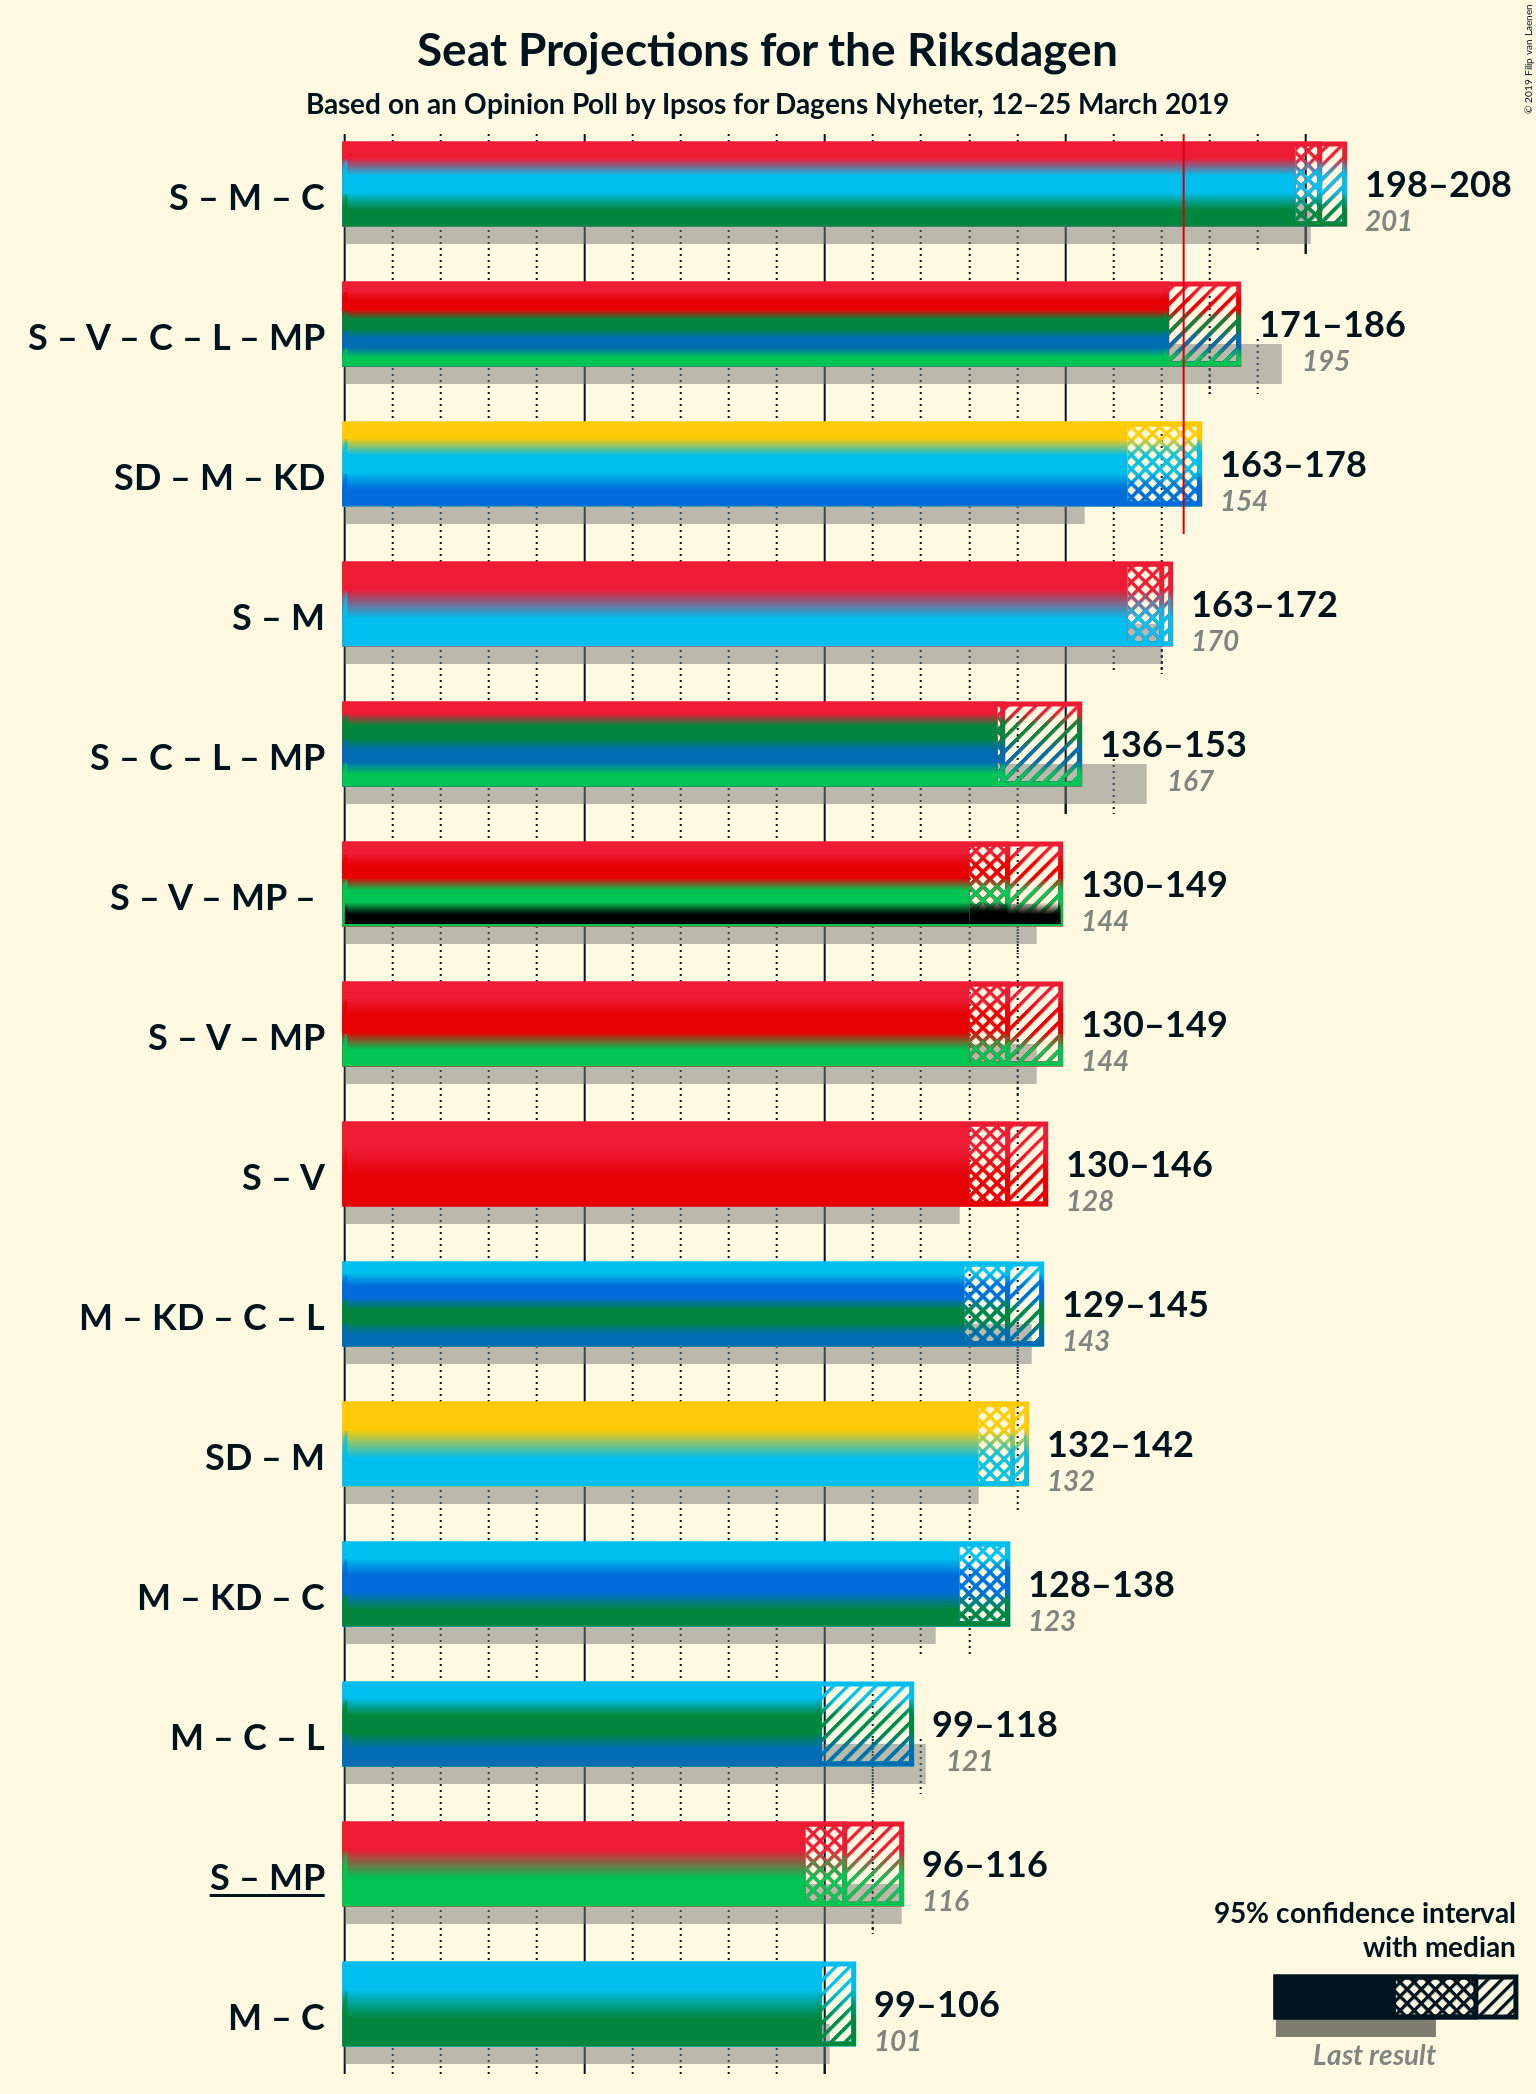 Seat Projections for the Riksdagen
Based on an Opinion Poll by Ipsos for Dagens Nyheter, 12–25 March 2019
© 2019 Filip van Laenen
S – M – C
198–208
201
S – V – C – L – MP
171–186
195
SD – M – KD
163–178
154
S – M
163–172
170
S – C – L – MP
136–153
167
S – V – MP –
130–149
144
S – V – MP
130–149
144
S – V
130–146
128
M – KD – C – L
129–145
143
SD – M
132–142
132
M – KD – C
128–138
123
M – C – L
99–118
121
S – MP
96–116
116
M – C
99–106
101
95% confidence interval
with median
Last result